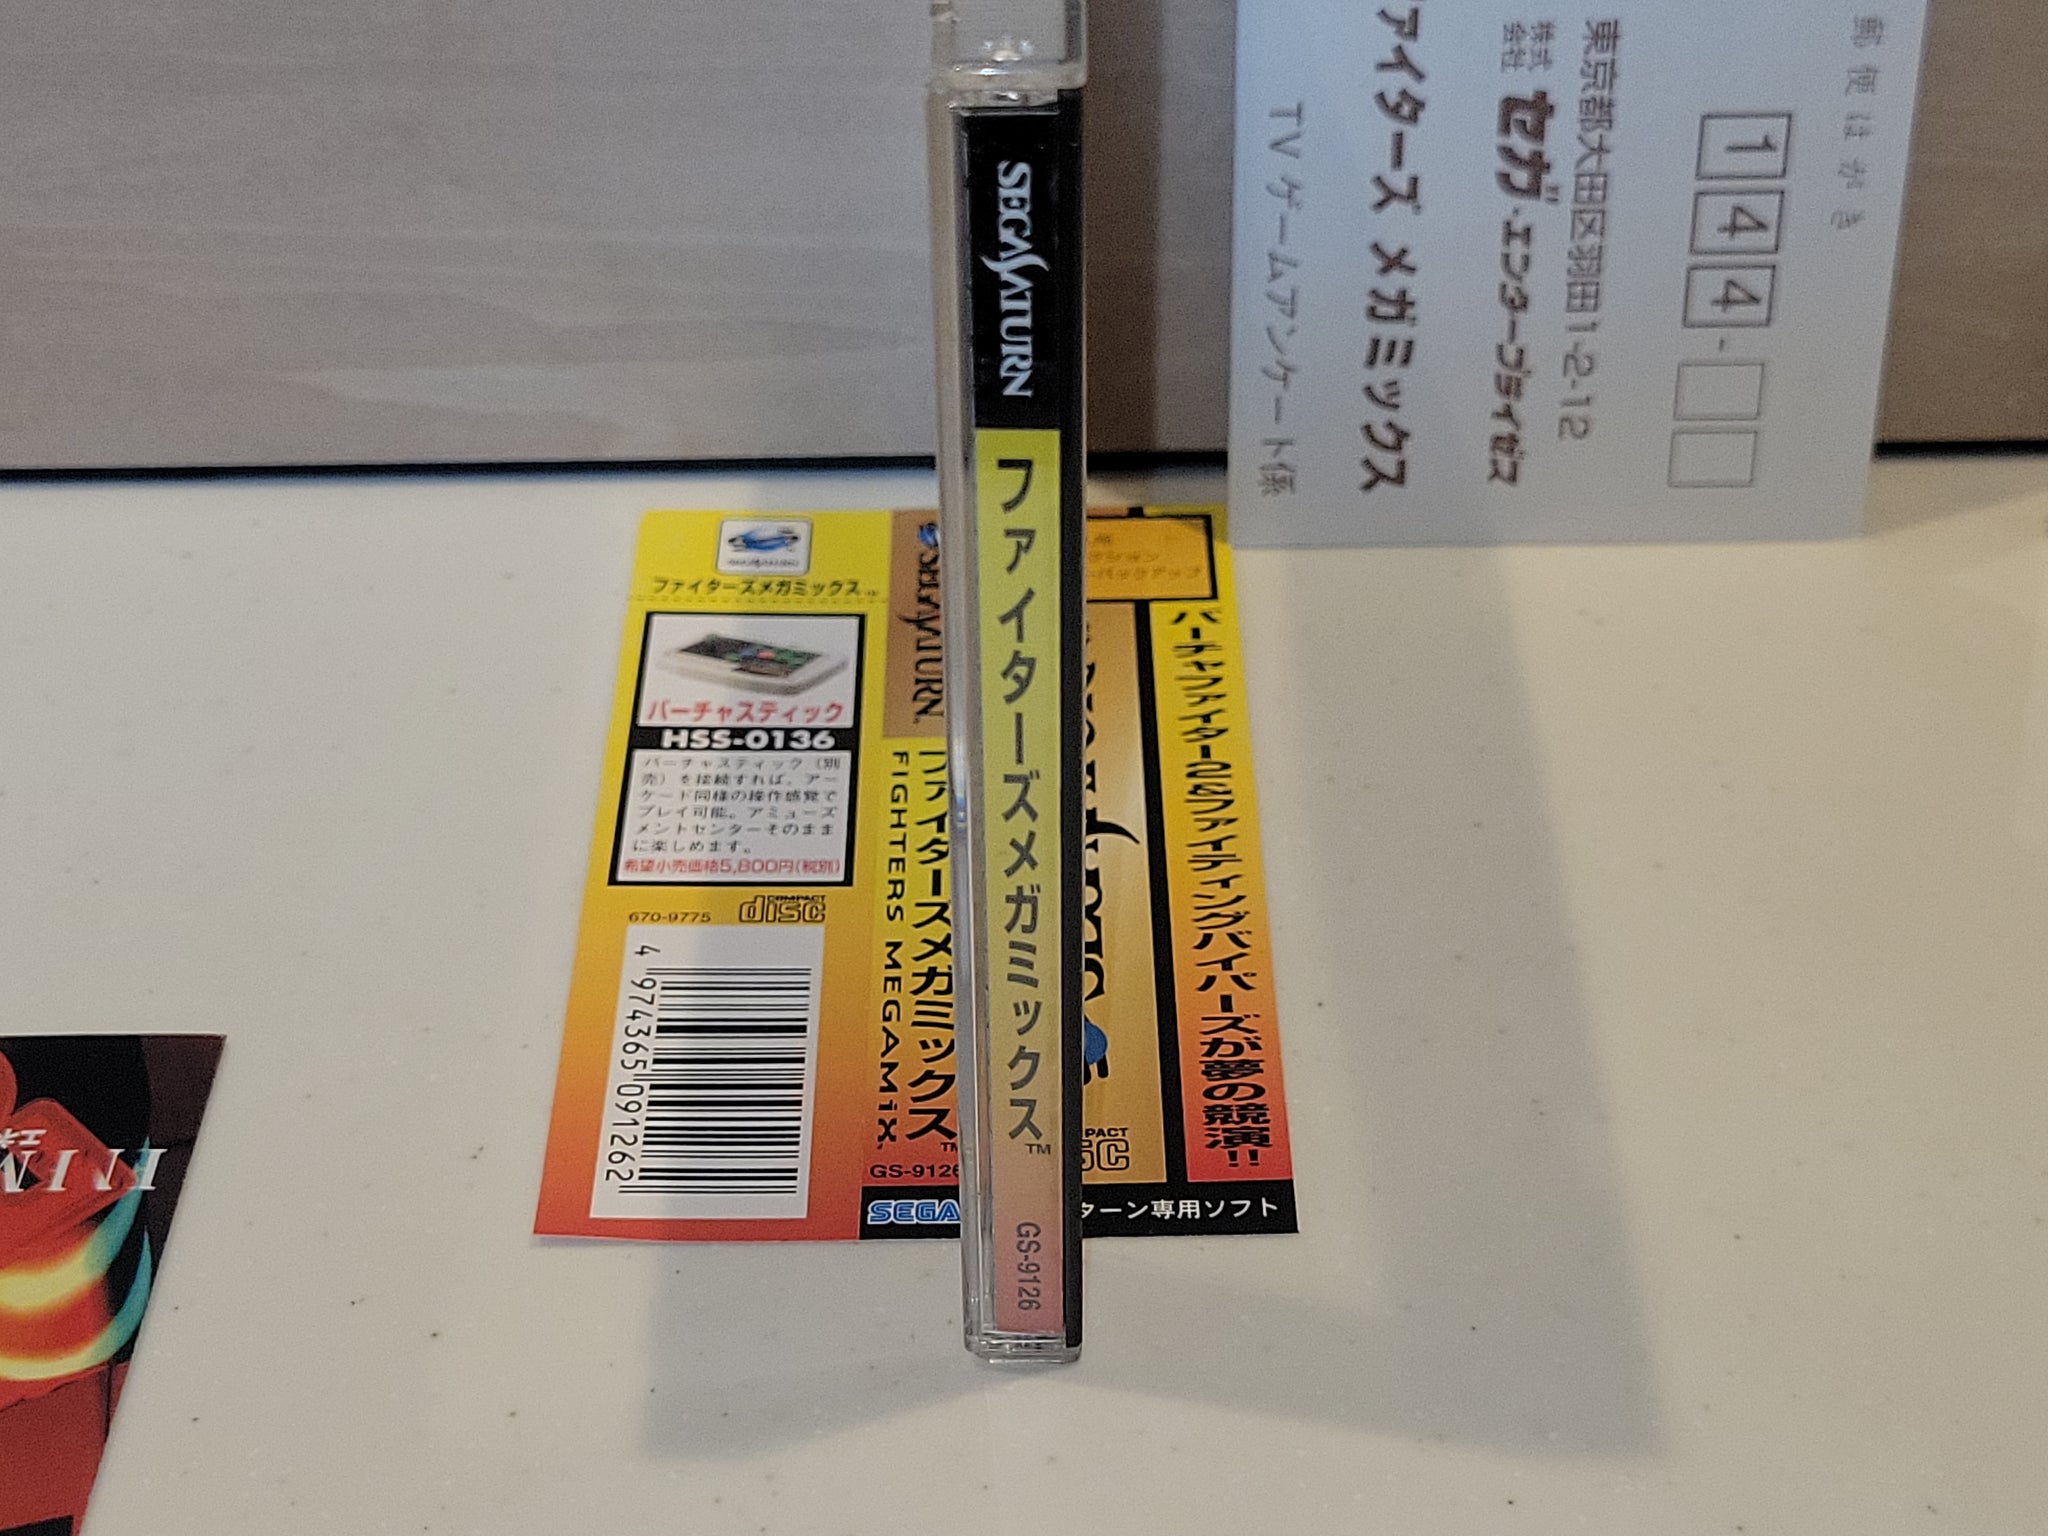 SEGA SATURN
ファイターズメガミックス™
GS-9126
郵便はがき
144-
東京都大田区羽田1-2-12
株式会社 セガ・エンタープライゼス
ァイターズ メガミックス
TVゲームアンケート係
ファイターズメガミックス™
バーチャスティック
HSS-0136
バーチャスティック(別
売)を接続すれば、アー
ケード同様の操作感覚で
プレイ可能。アミューズ
メントセンターそのまま
に楽しめます。
希望小売価格5,800円(税別)
670-9775
COMPACT
disc
4 974365 091262
SEGA SATURN
ファイターズメガミックス™
FIGHTERS MEGAMiX
GS-9126
SEGA
バーチャファイター2&ファイティングバイパーズが夢の競演!!
ターン専用ソフト